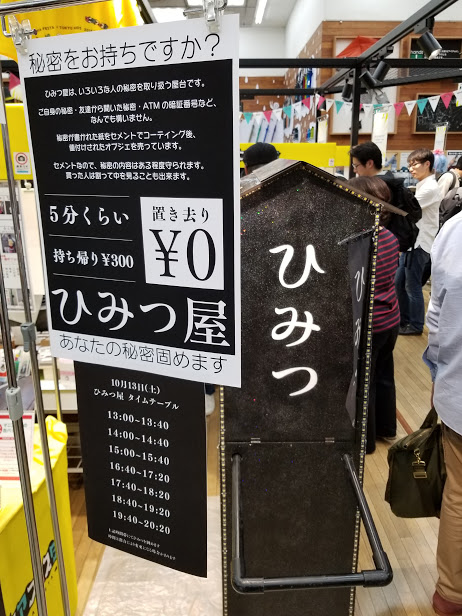 秘密をお持ちですか？
ひみつ屋は、いろいろな人の秘密を取り扱う屋台です。
ご自身の秘密・友達から聞いた秘密・ATMの暗証番号など、
なんでも構いません。
秘密が書かれた紙をセメントでコーティング後、
値付けされたオブジェを売っています。
セメントなので、秘密の内容はある程度守られます。
買った人は割って中を見ることも出来ます。
5分くらい
持ち帰り¥300
置き去り
¥0
ひみつ屋
あなたの秘密固めます
10月13日(土)
ひみつ屋 タイムテーブル
13:00~13:40
14:00~14:40
15:00~15:40
16:40~17:20
17:40~18:20
18:40~19:20
19:40~20:20
ひみつ